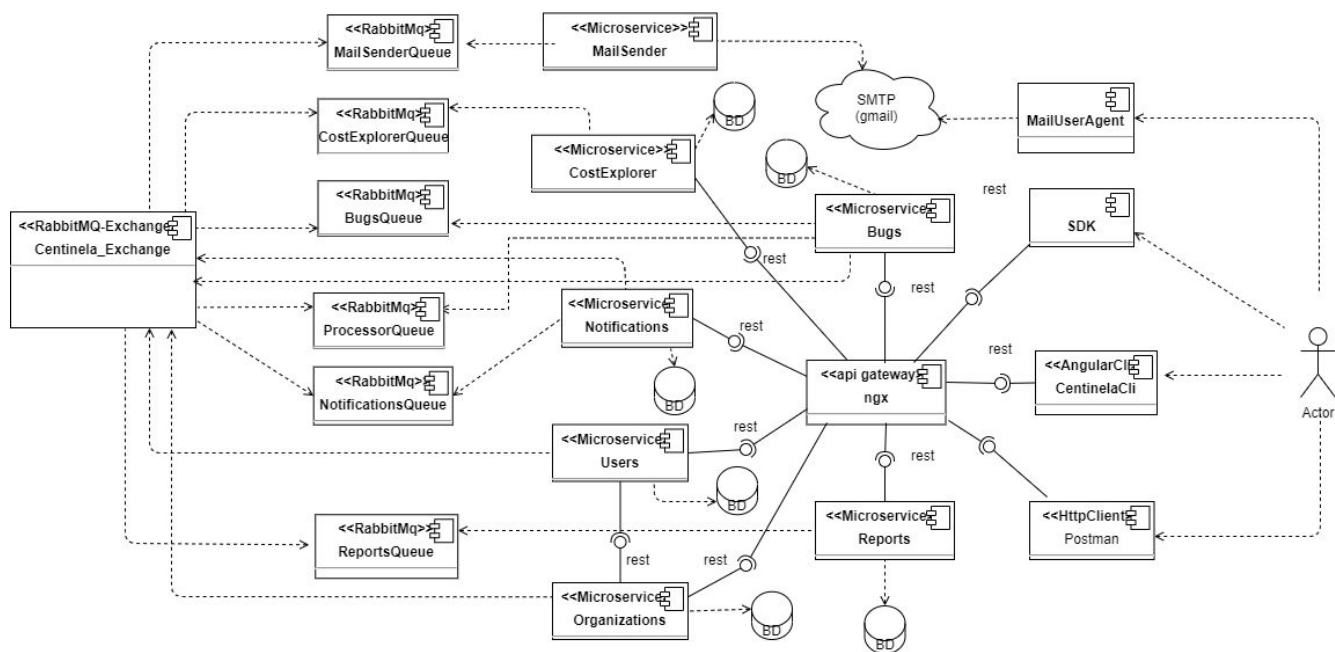 <<RabbitMq>>
MailSenderQueue
<<Microservice>>
MailSender
BD
SMTP
(gmail)
MailUserAgent
<<RabbitMq>>
CostExplorerQueue
<<Microservice>>
CostExplorer
BD
<<RabbitMq>>
BugsQueue
<<Microservice>
Bugs
rest
SDK
<<RabbitMQ-Exchange
Centinela_Exchange
rest
rest
rest
<<RabbitMq>>
ProcessorQueue
<<Microservice>
Notifications
rest
rest
<<RabbitMq>>
NotificationsQueue
BD
<<api gateway>
ngx
<<AngularCli>
CentinelaCli
Actor
<<Microservice>
Users
rest
rest
rest
BD
<<RabbitMq>>
ReportsQueue
<<Microservice>
Reports
<<HttpClient>
Postman
rest
rest
<<Microservice>
Organizations
BD
BD